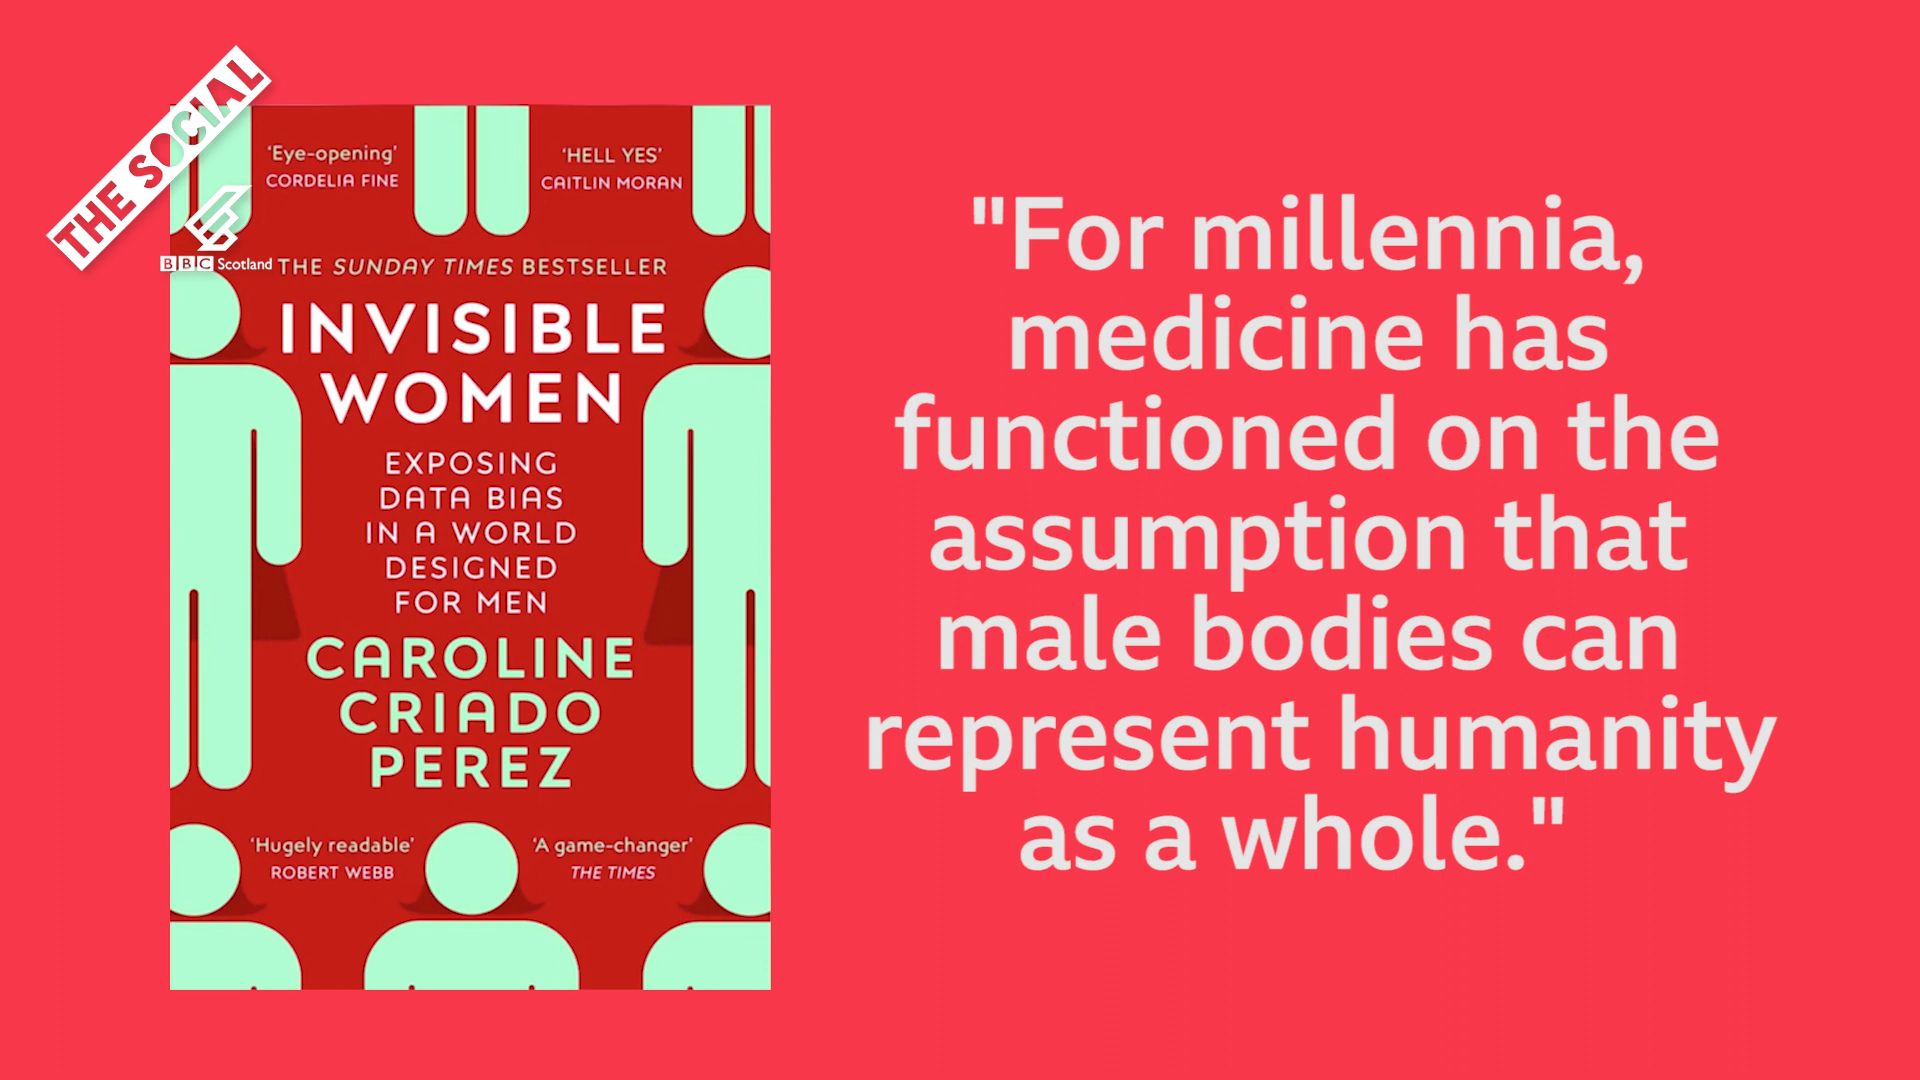 THE SOCIAL
BBC Scotland
'Eye-opening'
CORDELIA FINE
'HELL YES'
CAITLIN MORAN
THE SUNDAY TIMES BESTSELLER
INVISIBLE
WOMEN
EXPOSING
DATA BIAS
IN A WORLD
DESIGNED
FOR MEN
CAROLINE
CRIADO
PEREZ
'Hugely readable'
ROBERT WEBB
'A game-changer'
THE TIMES
"For millennia,
medicine has
functioned on the
assumption that
male bodies can
represent humanity
as a whole."